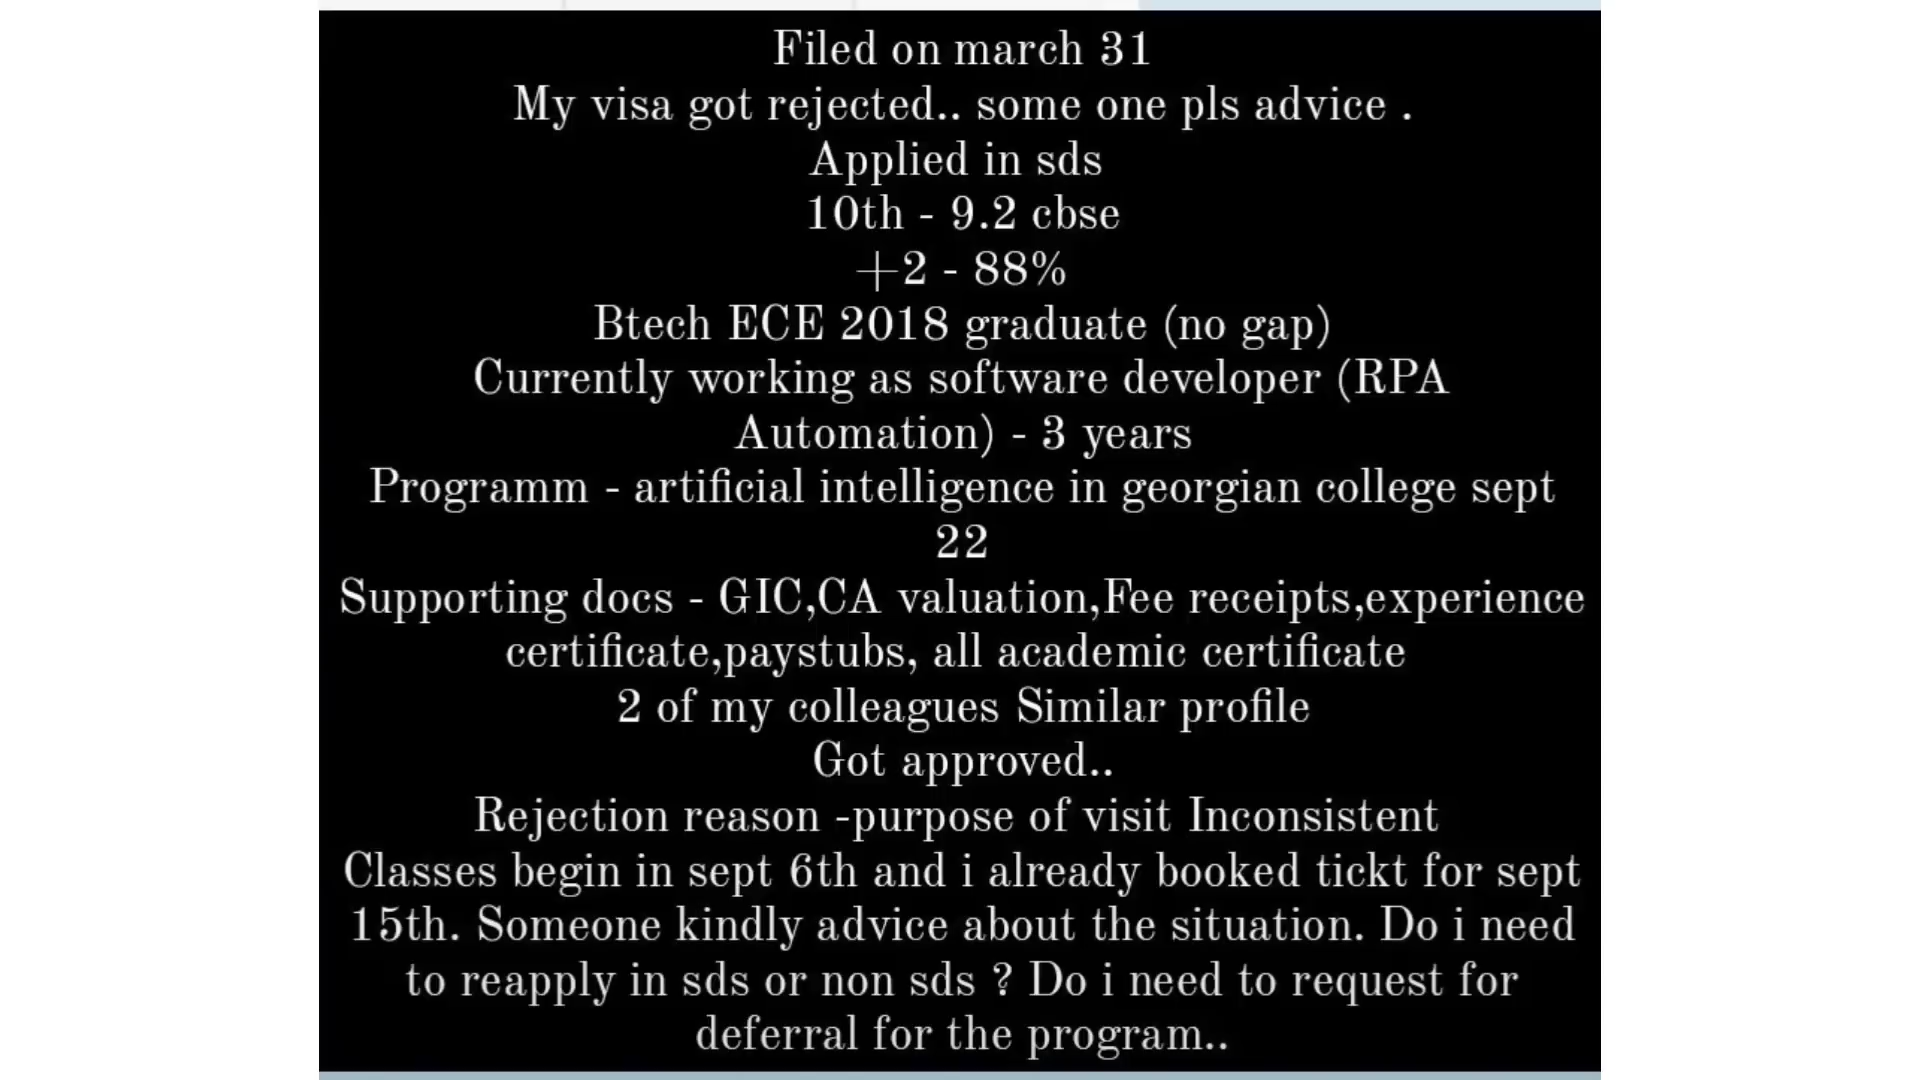 Filed on march 31
My visa got rejected.. some one pls advice .
Applied in sds
10th - 9.2 cbse
+2 - 88%
Btech ECE 2018 graduate (no gap)
Currently working as software developer (RPA
Automation) - 3 years
Programm - artificial intelligence in georgian college sept
22
Supporting docs - GIC,CA valuation,Fee receipts,experience
certificate,paystubs, all academic certificate
2 of my colleagues Similar profile
Got approved..
Rejection reason -purpose of visit Inconsistent
Classes begin in sept 6th and i already booked tickt for sept
15th. Someone kindly advice about the situation. Do i need
to reapply in sds or non sds ? Do i need to request for
deferral for the program..